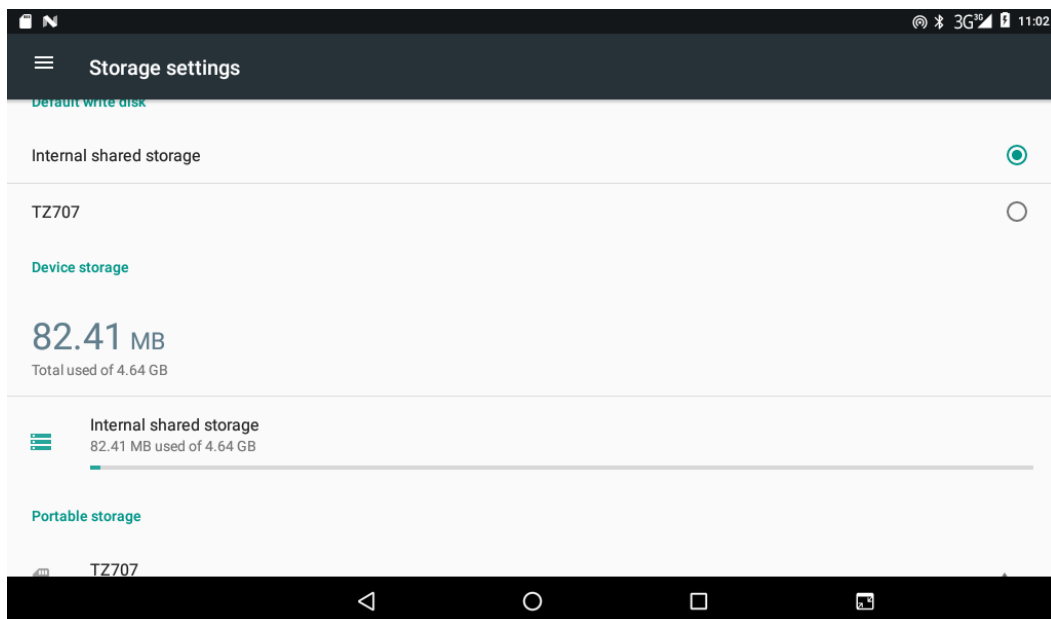 3G 3G 11:02
Storage settings
Default write disk
Internal shared storage
TZ707
Device storage
82.41 MB
Total used of 4.64 GB
Internal shared storage
82.41 MB used of 4.64 GB
Portable storage
TZ707